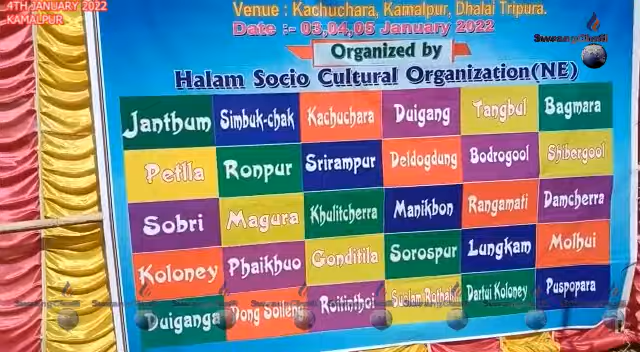 4TH JANUARY 2022
KAMALPUR
Venue : Kachuchara, Kamalpur, Dhalai Tripura.
Date :- 03,04,05 January 2022
Organized by
Halam Socio Cultural Organization(NE)
Janthum Simbuk-chak Kachuchara Duigang Tangbul Bagmara
Petlla Ronpur Srirampur Deldogdung Bodrogool Shibergool
Sobri Magura Khulitcherra Manikbon Rangamati Damcherra
Koloney Phaikhuo Gonditila Sorospur Lungkam Molhui
Duiganga Dong Soileng Roitinthoi Dartui Koloney Puspopara